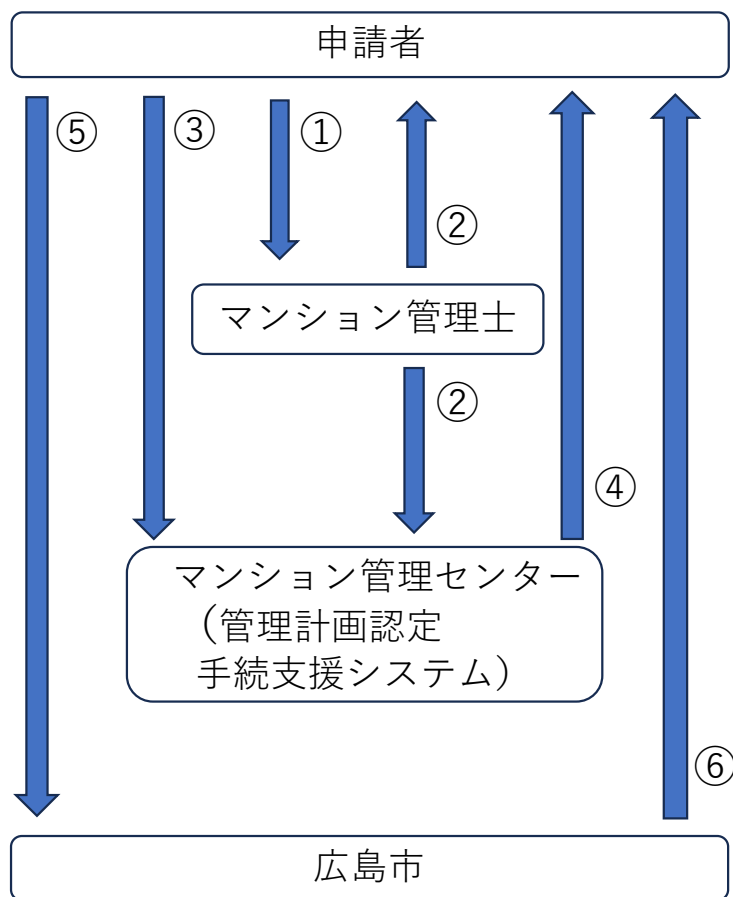 申請者
⑤
③
①
②
マンション管理士
②
④
マンション管理センター
（管理計画認定
手続支援システム）
⑥
広島市